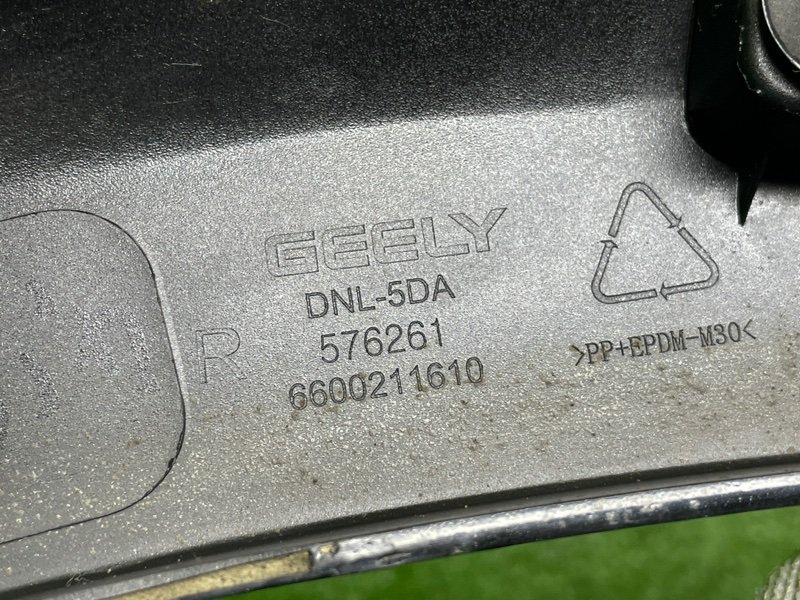 GEELY
DNL-5DA
R
576261
6600211610
>PP+EPDM-M30<